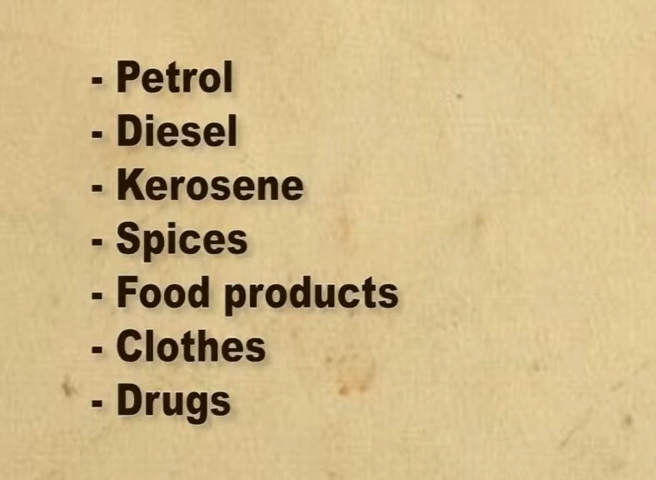 - Petrol
- Diesel
- Kerosene
- Spices
- Food products
- Clothes
- Drugs